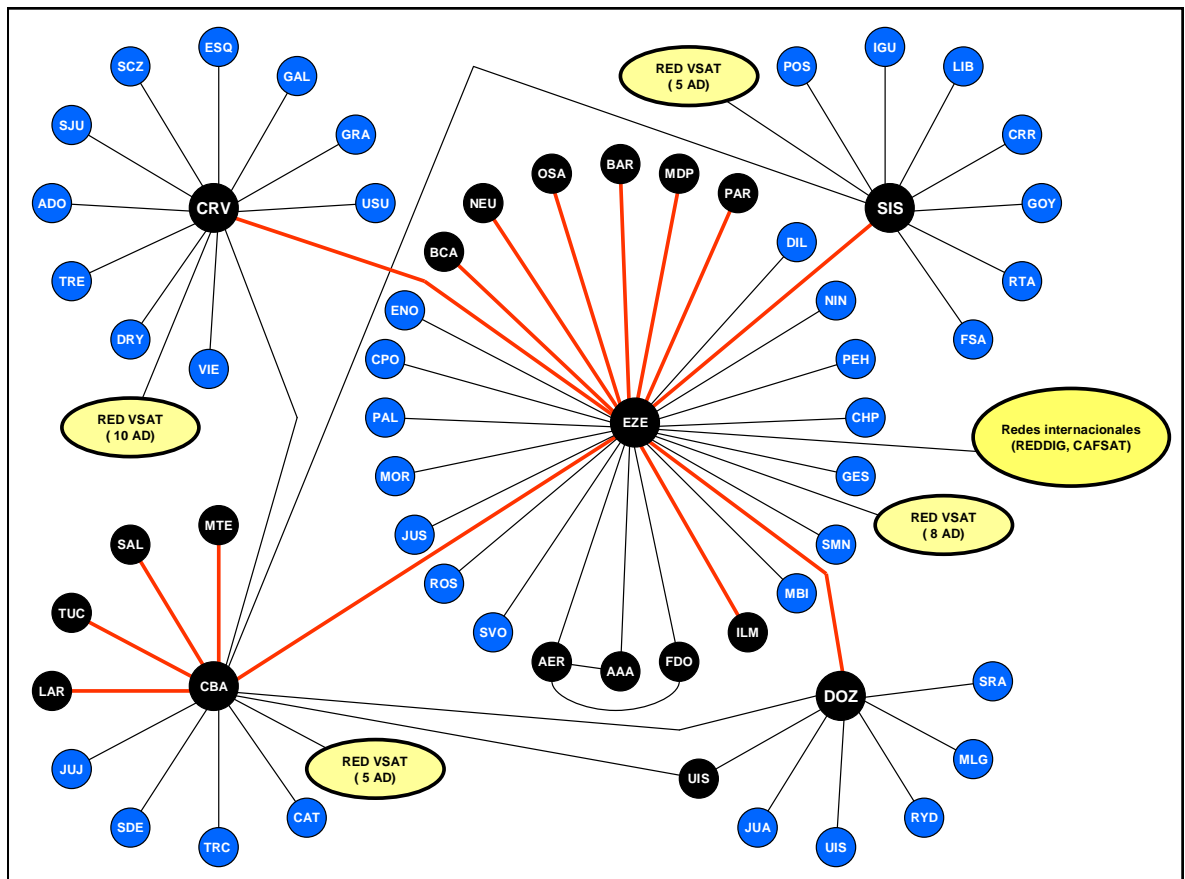 ESQ
SCZ
GAL
SJU
GRA
ADO
CRV
USU
TRE
DRY
VIE
RED VSAT
( 10 AD)
RED VSAT
( 5 AD)
POS
IGU
LIB
CRR
SIS
GOY
RTA
FSA
BAR
OSA
MDP
NEU
PAR
BCA
DIL
ENO
NIN
CPO
PEH
PAL
EZE
CHP
Redes internacionales
(REDDIG, CAFSAT)
MOR
GES
JUS
RED VSAT
( 8 AD)
SMN
ROS
MBI
SVO
ILM
AER
AAA
FDO
MTE
SAL
TUC
LAR
CBA
JUJ
RED VSAT
( 5 AD)
SDE
CAT
TRC
DOZ
SRA
UIS
MLG
JUA
RYD
UIS